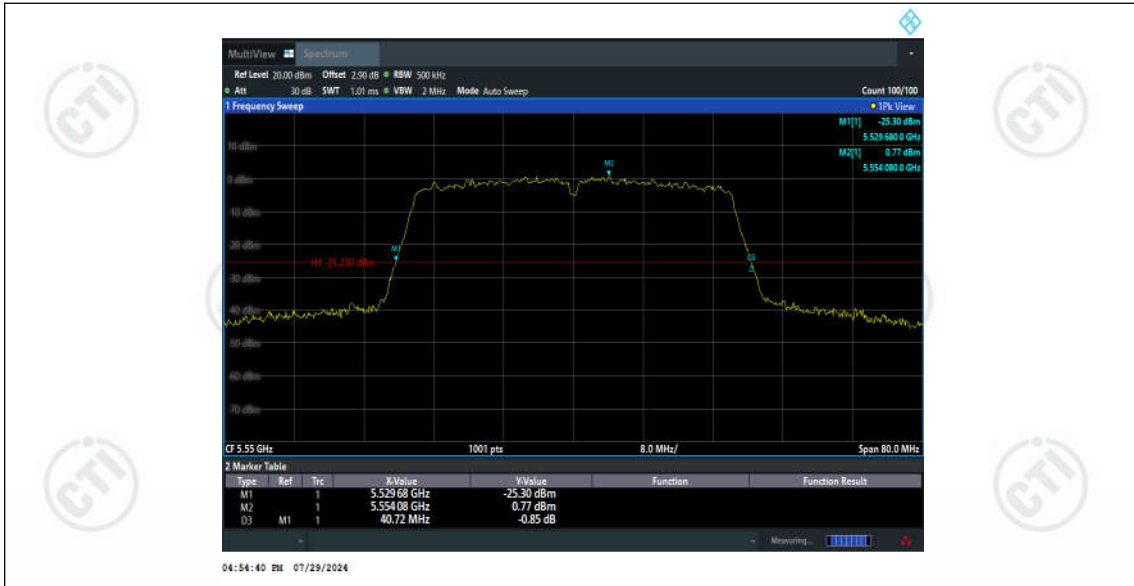 MultiView Spectrum
Ref Level 20.00 dBm Offset 2.90 dB RBW 500 kHz
Att 30 dB SWT 1.01 ms VBW 2 MHz Mode Auto Sweep Count 100/100
1 Frequency Sweep 1Pk View
M1[1] -25.30 dBm
5.529 680 0 GHz
10 dBm
M2[1] 0.77 dBm
5.554 080 0 GHz
M2
0 dBm
-10 dBm
-20 dBm
M1
D3
H1 -25.230 dBm
-30 dBm
-40 dBm
-50 dBm
-60 dBm
-70 dBm
CF 5.55 GHz 1001 pts 8.0 MHz/ Span 80.0 MHz
2 Marker Table
Type Ref Trc X-Value Y-Value Function Function Result
M1 1 5.529 68 GHz -25.30 dBm
M2 1 5.554 08 GHz 0.77 dBm
D3 M1 1 40.72 MHz -0.85 dB
Measuring...
04:54:40 PM 07/29/2024
CTI
CTI
CTI
CTI